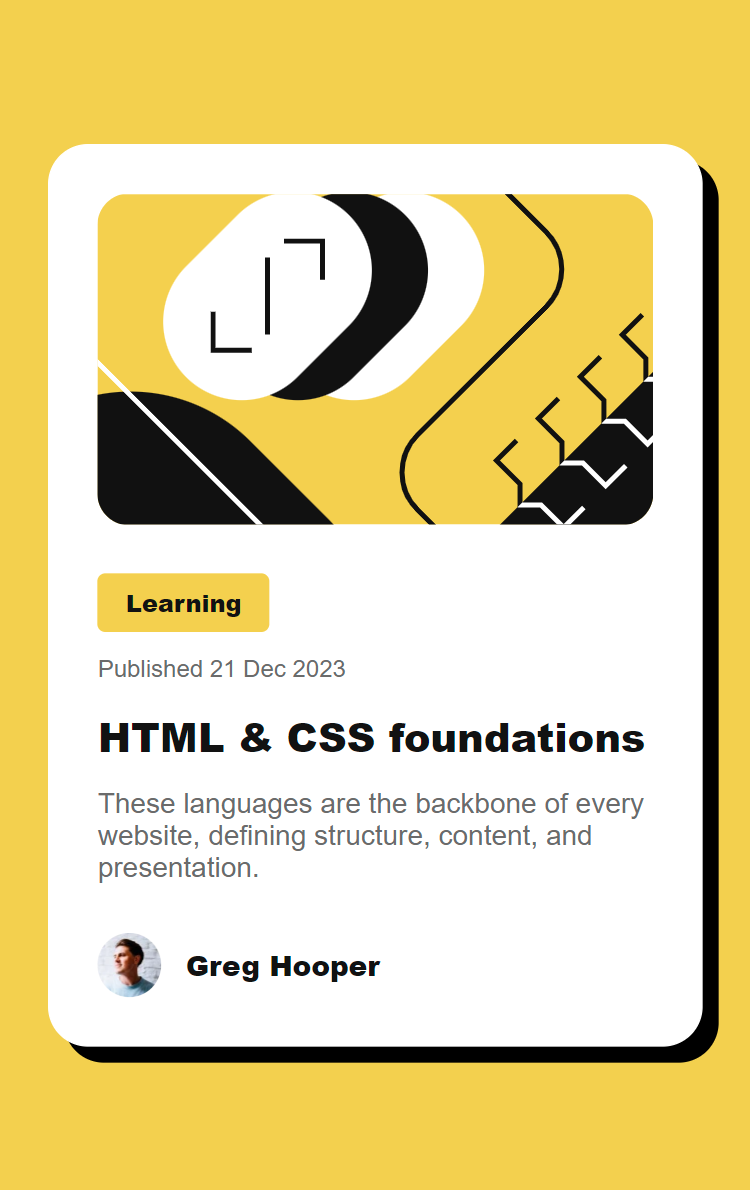 Learning
Published 21 Dec 2023
HTML & CSS foundations
These languages are the backbone of every
website, defining structure, content, and
presentation.
Greg Hooper